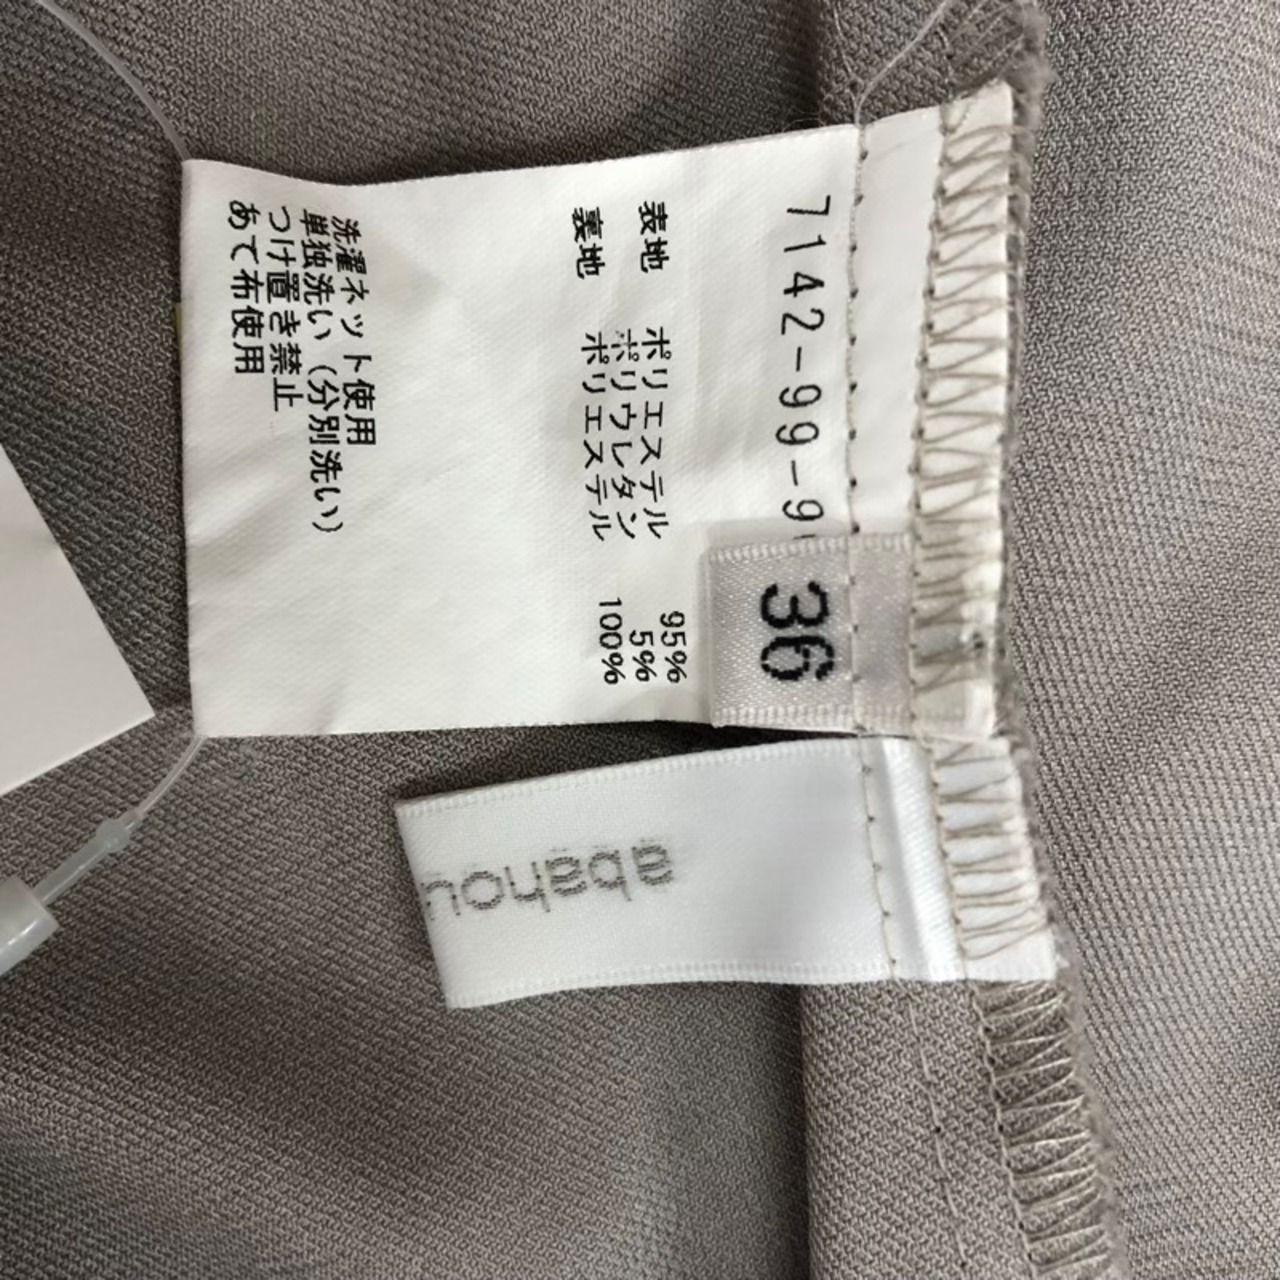 7142-99-9
表地 ポリエステル 95%
ポリウレタン 5%
裏地 ポリエステル 100%
洗濯ネット使用
単独洗い(分別洗い)
つけ置き禁止
あて布使用
36
abahou